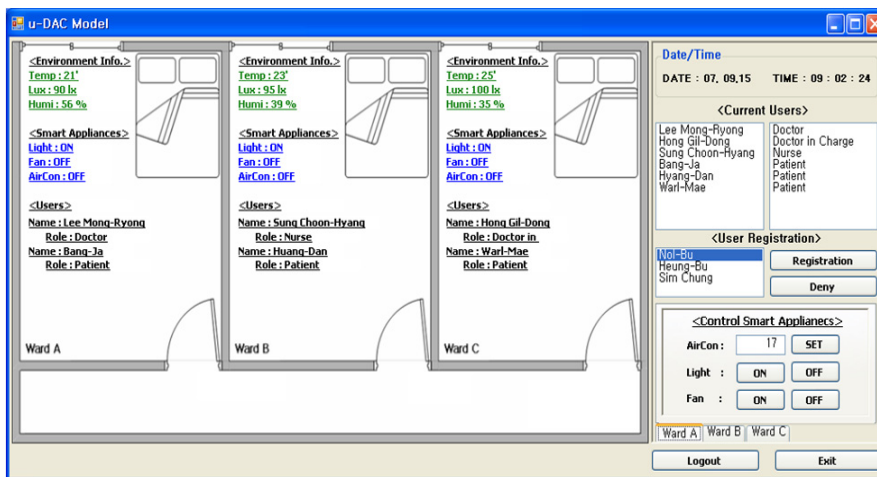 u-DAC Model
<Environment Info.>
Temp : 21'
Lux : 90 lx
Humi : 56 %
<Smart Appliances>
Light : ON
Fan : OFF
AirCon : OFF
<Users>
Name : Lee Mong-Ryong
Role : Doctor
Name : Bang-Ja
Role : Patient
Ward A
<Environment Info.>
Temp : 23'
Lux : 95 lx
Humi : 39 %
<Smart Appliances>
Light : ON
Fan : OFF
AirCon : OFF
<Users>
Name : Sung Choon-Hyang
Role : Nurse
Name : Huang-Dan
Role : Patient
Ward B
<Environment Info.>
Temp : 25'
Lux : 100 lx
Humi : 35 %
<Smart Appliances>
Light : ON
Fan : OFF
AirCon : OFF
<Users>
Name : Hong Gil-Dong
Role : Doctor in
Name : Warl-Mae
Role : Patient
Ward C
Date/Time
DATE : 07. 09.15 TIME : 09 : 02 : 24
<Current Users>
Lee Mong-Ryong Doctor
Hong Gil-Dong Doctor in Charge
Sung Choon-Hyang Nurse
Bang-Ja Patient
Hyang-Dan Patient
Warl-Mae Patient
<User Registration>
Nol-Bu
Heung-Bu
Sim Chung
Registration
Deny
<Control Smart Applianecs>
AirCon : 17 SET
Light : ON OFF
Fan : ON OFF
Ward A Ward B Ward C
Logout Exit